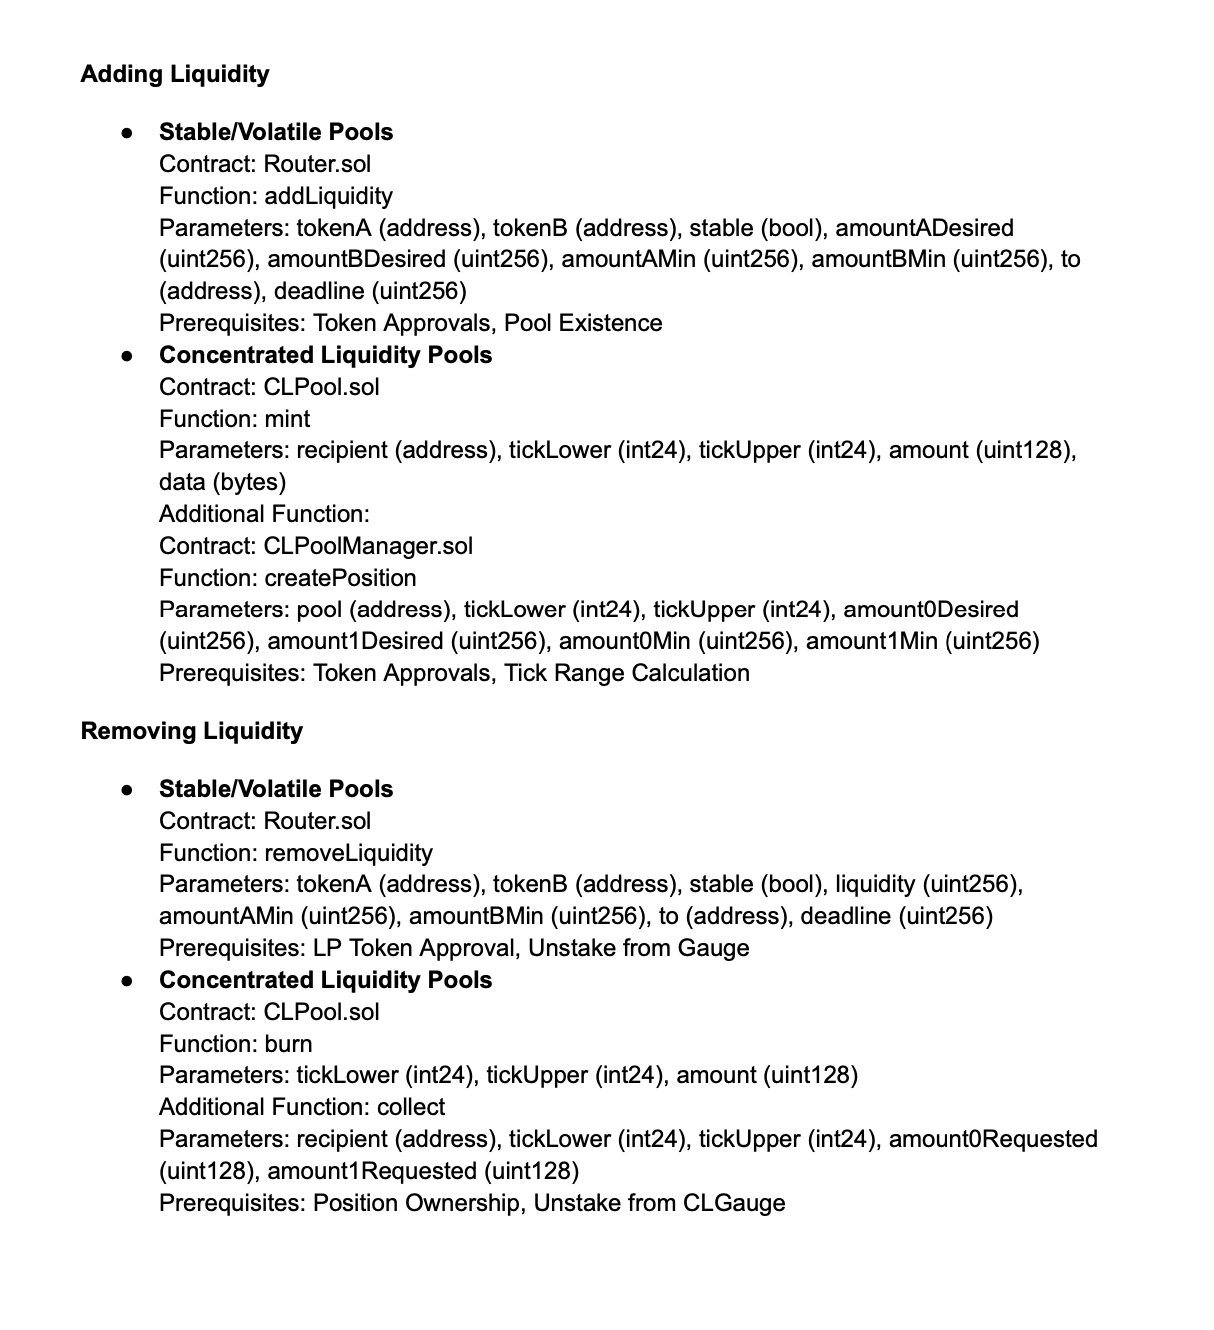 Adding Liquidity
● Stable/Volatile Pools
Contract: Router.sol
Function: addLiquidity
Parameters: tokenA (address), tokenB (address), stable (bool), amountADesired
(uint256), amountBDesired (uint256), amountAMin (uint256), amountBMin (uint256), to
(address), deadline (uint256)
Prerequisites: Token Approvals, Pool Existence
● Concentrated Liquidity Pools
Contract: CLPool.sol
Function: mint
Parameters: recipient (address), tickLower (int24), tickUpper (int24), amount (uint128),
data (bytes)
Additional Function:
Contract: CLPoolManager.sol
Function: createPosition
Parameters: pool (address), tickLower (int24), tickUpper (int24), amount0Desired
(uint256), amount1Desired (uint256), amount0Min (uint256), amount1Min (uint256)
Prerequisites: Token Approvals, Tick Range Calculation
Removing Liquidity
● Stable/Volatile Pools
Contract: Router.sol
Function: removeLiquidity
Parameters: tokenA (address), tokenB (address), stable (bool), liquidity (uint256),
amountAMin (uint256), amountBMin (uint256), to (address), deadline (uint256)
Prerequisites: LP Token Approval, Unstake from Gauge
● Concentrated Liquidity Pools
Contract: CLPool.sol
Function: burn
Parameters: tickLower (int24), tickUpper (int24), amount (uint128)
Additional Function: collect
Parameters: recipient (address), tickLower (int24), tickUpper (int24), amount0Requested
(uint128), amount1Requested (uint128)
Prerequisites: Position Ownership, Unstake from CLGauge